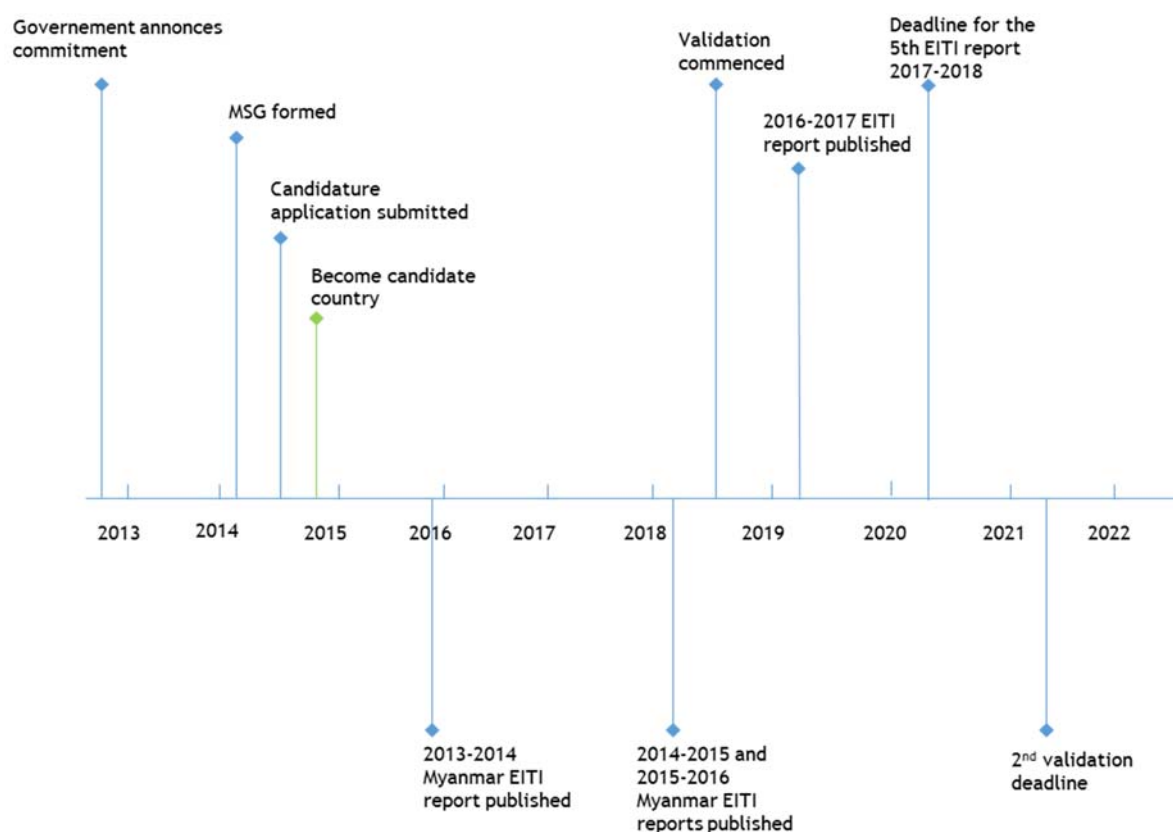 Governement annonces
commitment
MSG formed
Candidature
application submitted
Become candidate
country
Validation
commenced
2016-2017 EITI
report published
Deadline for the
5th EITI report
2017-2018
2013
2014
2015
2016
2017
2018
2019
2020
2021
2022
2013-2014
Myanmar EITI
report published
2014-2015 and
2015-2016
Myanmar EITI
reports published
2nd validation
deadline